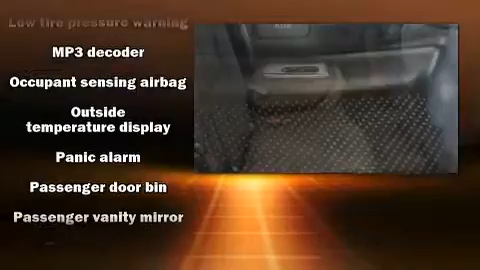 Low tire pressure warning
MP3 decoder
Occupant sensing airbag
Outside
temperature display
Panic alarm
Passenger door bin
Passenger vanity mirror